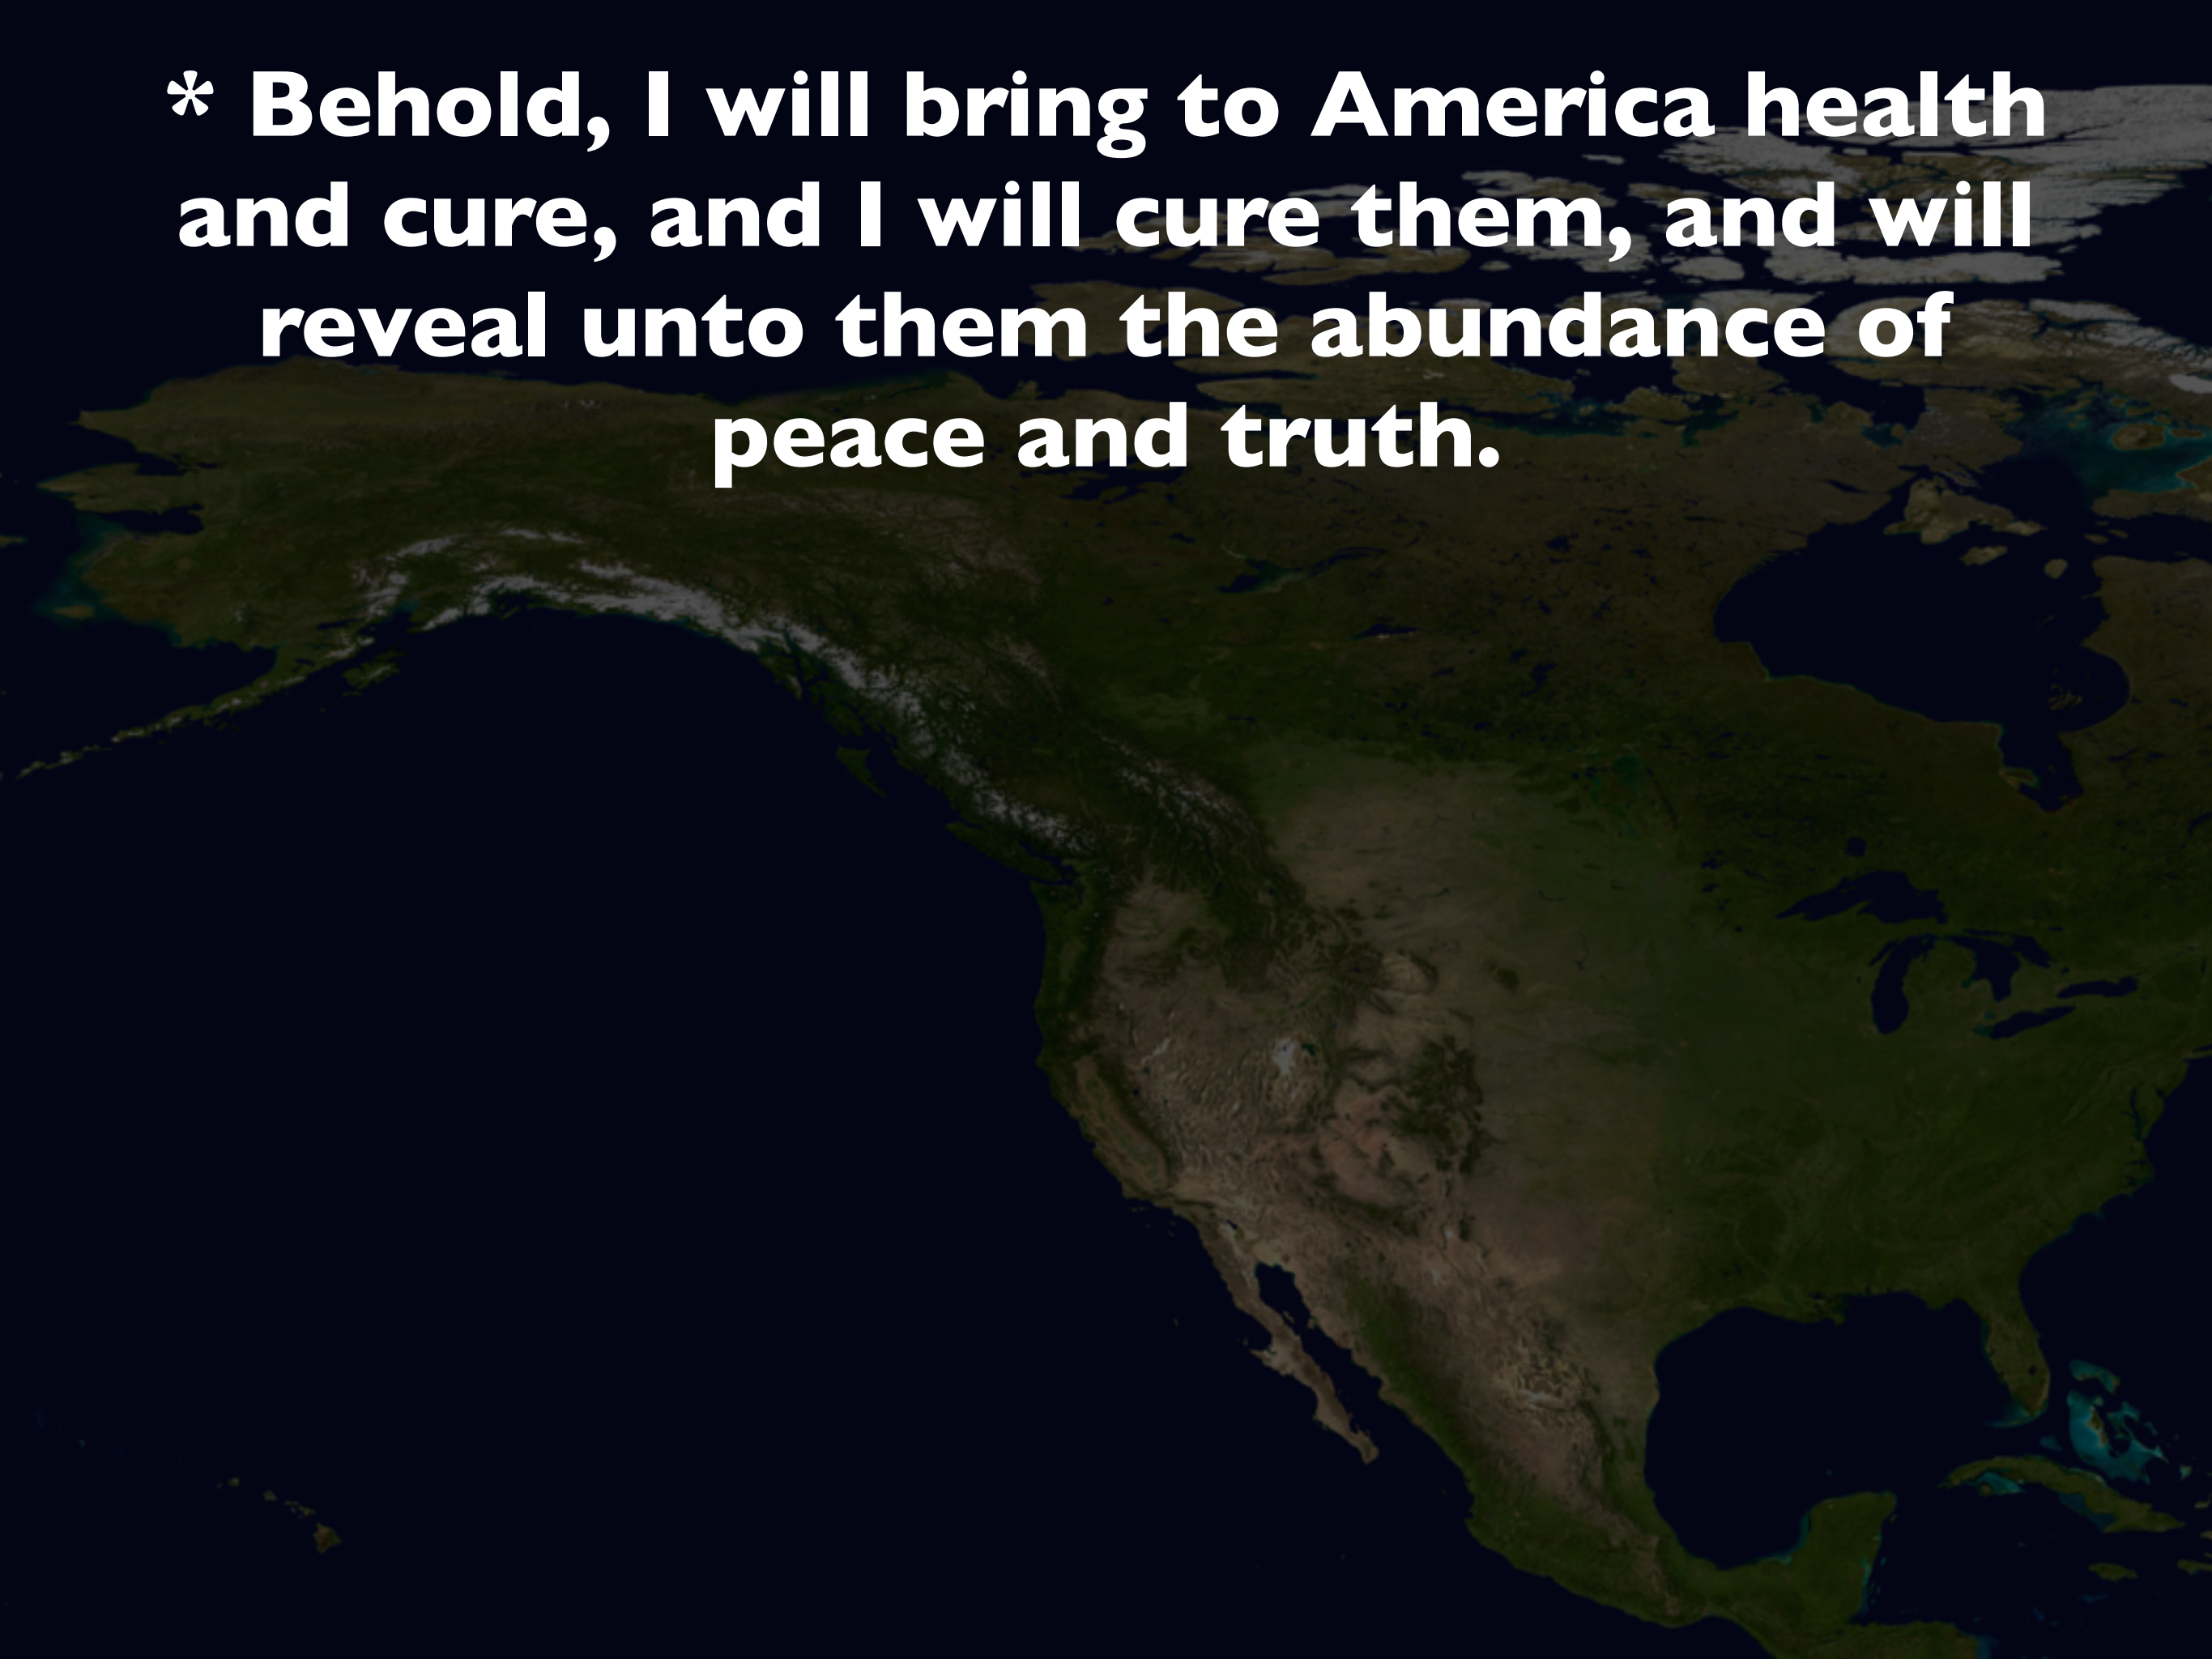 * Behold, I will bring to America health
and cure, and I will cure them, and will
reveal unto them the abundance of
peace and truth.